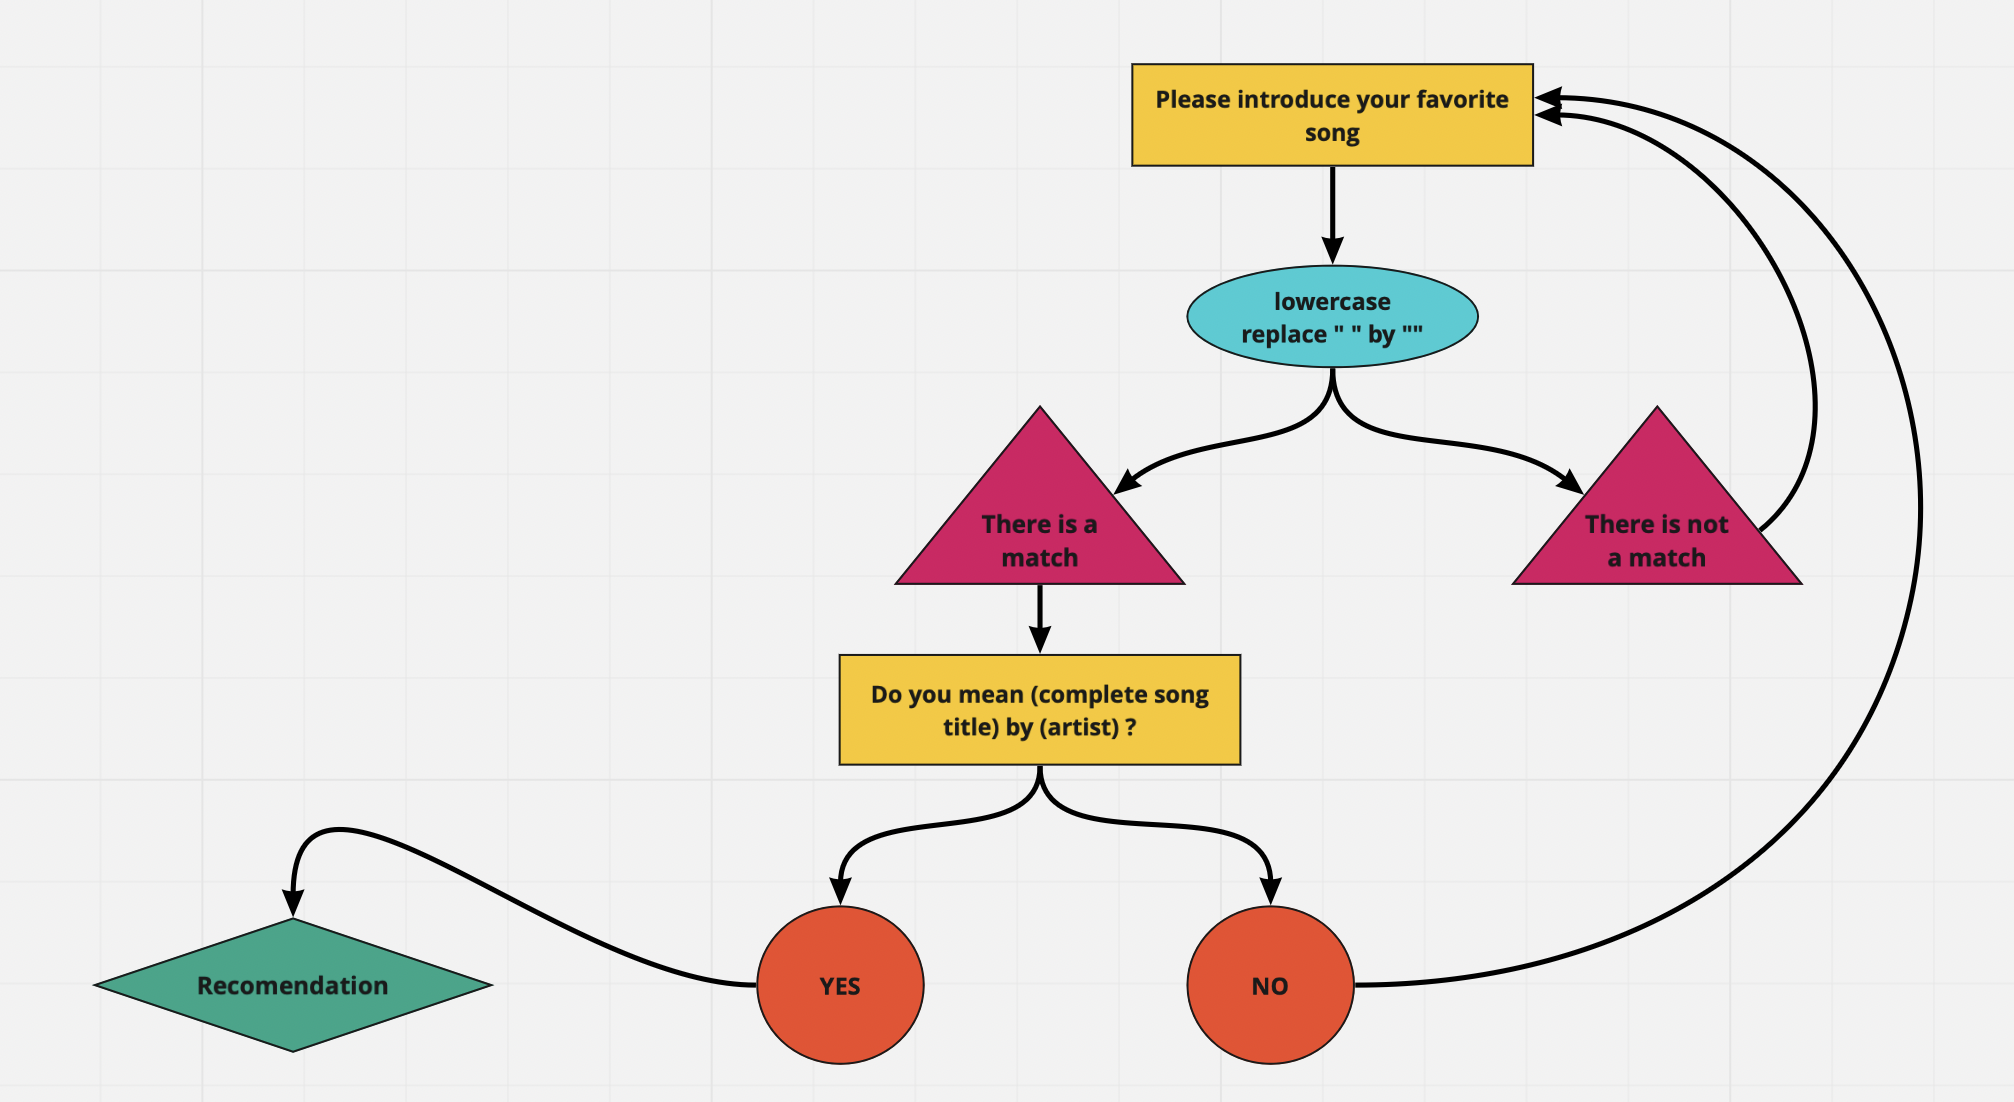 Please introduce your favorite
song
lowercase
replace " " by ""
There is a
match
There is not
a match
Do you mean (complete song
title) by (artist) ?
Recomendation
YES
NO